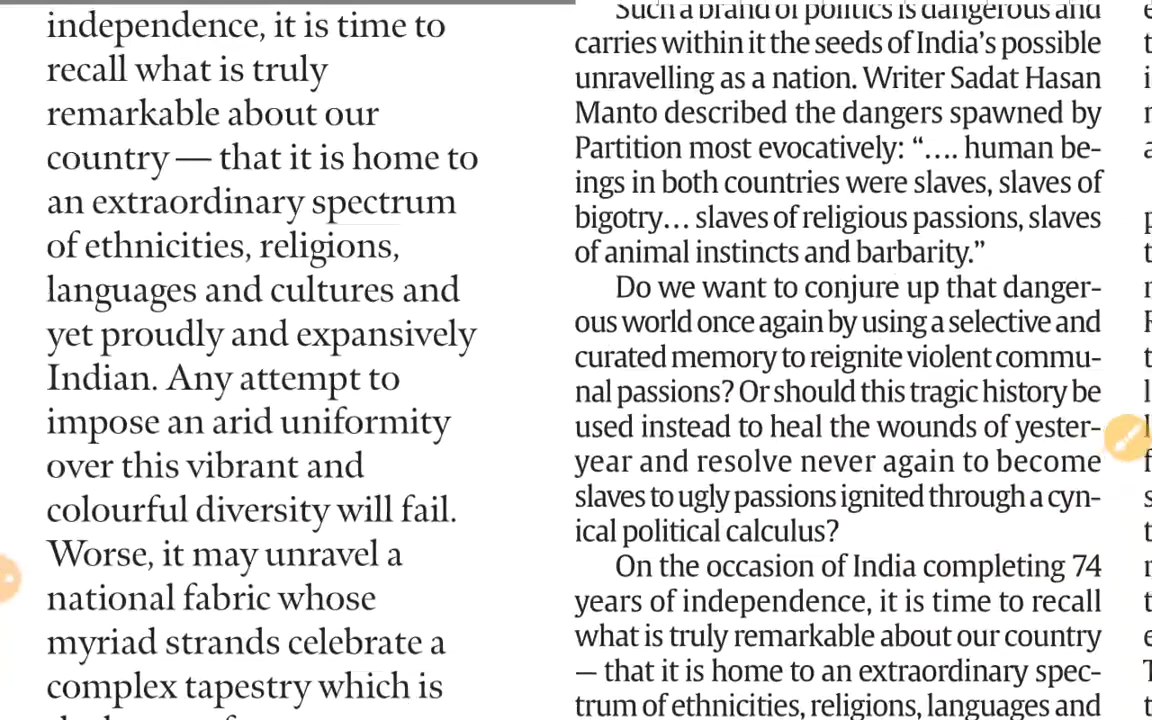 independence, it is time to
recall what is truly
remarkable about our
country — that it is home to
an extraordinary spectrum
of ethnicities, religions,
languages and cultures and
yet proudly and expansively
Indian. Any attempt to
impose an arid uniformity
over this vibrant and
colourful diversity will fail.
Worse, it may unravel a
national fabric whose
myriad strands celebrate a
complex tapestry which is
Such a brand of politics is dangerous and
carries within it the seeds of India’s possible
unravelling as a nation. Writer Sadat Hasan
Manto described the dangers spawned by
Partition most evocatively: “…. human be-
ings in both countries were slaves, slaves of
bigotry… slaves of religious passions, slaves
of animal instincts and barbarity.”
Do we want to conjure up that danger-
ous world once again by using a selective and
curated memory to reignite violent commu-
nal passions? Or should this tragic history be
used instead to heal the wounds of yester-
year and resolve never again to become
slaves to ugly passions ignited through a cyn-
ical political calculus?
On the occasion of India completing 74
years of independence, it is time to recall
what is truly remarkable about our country
— that it is home to an extraordinary spec-
trum of ethnicities, religions, languages and